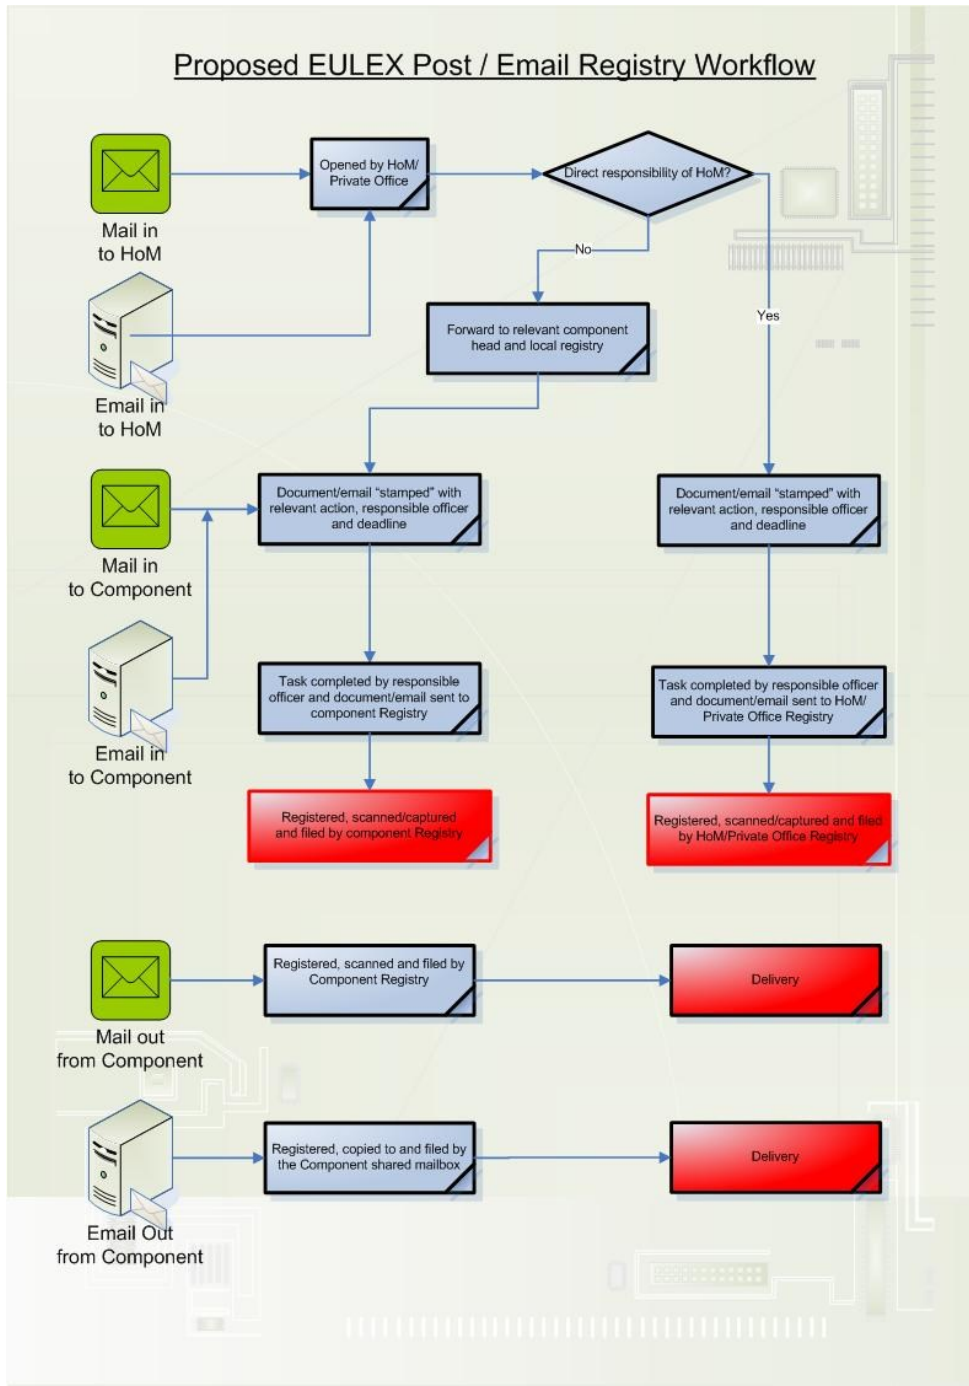 Proposed EULEX Post / Email Registry Workflow
Mail in
to HoM
Opened by HoM/
Private Office
Direct responsibility of HoM?
No
Yes
Email in
to HoM
Forward to relevant component
head and local registry
Mail in
to Component
Document/email “stamped” with
relevant action, responsible officer
and deadline
Document/email “stamped” with
relevant action, responsible officer
and deadline
Email in
to Component
Task completed by responsible
officer and document/email sent to
component Registry
Task completed by responsible officer
and document/email sent to HoM/
Private Office Registry
Registered, scanned/captured
and filed by component Registry
Registered, scanned/captured and filed
by HoM/Private Office Registry
Mail out
from Component
Registered, scanned and filed by
Component Registry
Delivery
Email Out
from Component
Registered, copied to and filed by
the Component shared mailbox
Delivery